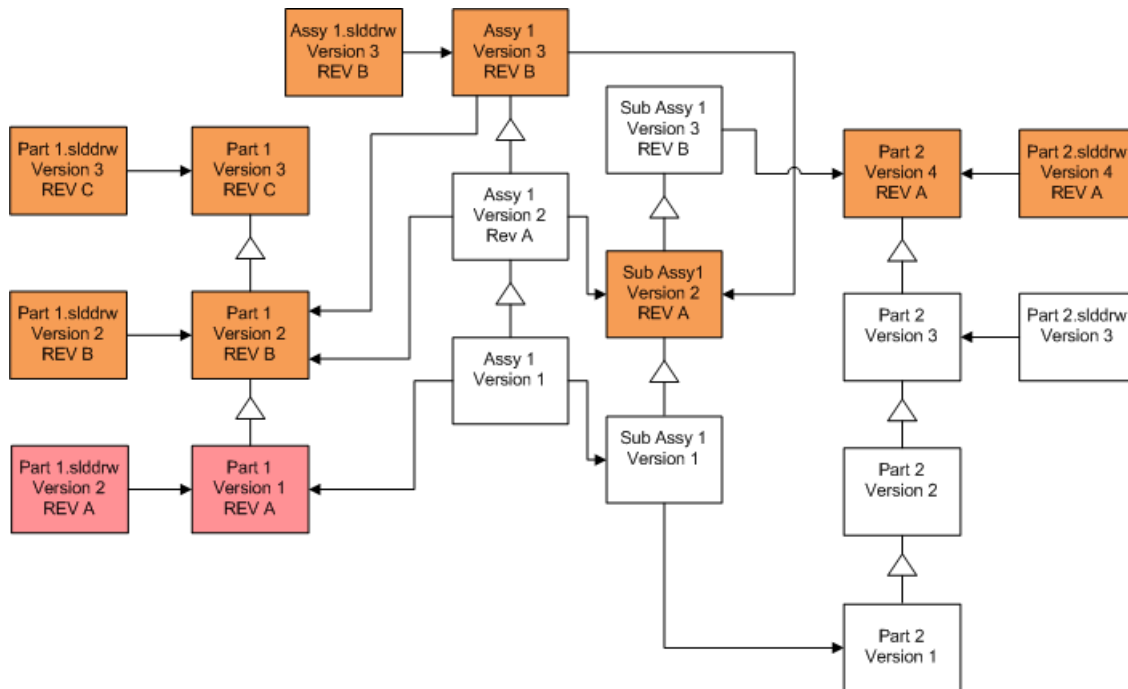 Assy 1.slddrw
Version 3
REV B
Assy 1
Version 3
REV B
Sub Assy 1
Version 3
REV B
Part 1.slddrw
Version 3
REV C
Part 1
Version 3
REV C
Part 2
Version 4
REV A
Part 2.slddrw
Version 4
REV A
Assy 1
Version 2
Rev A
Sub Assy1
Version 2
REV A
Part 1.slddrw
Version 2
REV B
Part 1
Version 2
REV B
Part 2
Version 3
Part 2.slddrw
Version 3
Assy 1
Version 1
Sub Assy 1
Version 1
Part 1.slddrw
Version 2
REV A
Part 1
Version 1
REV A
Part 2
Version 2
Part 2
Version 1